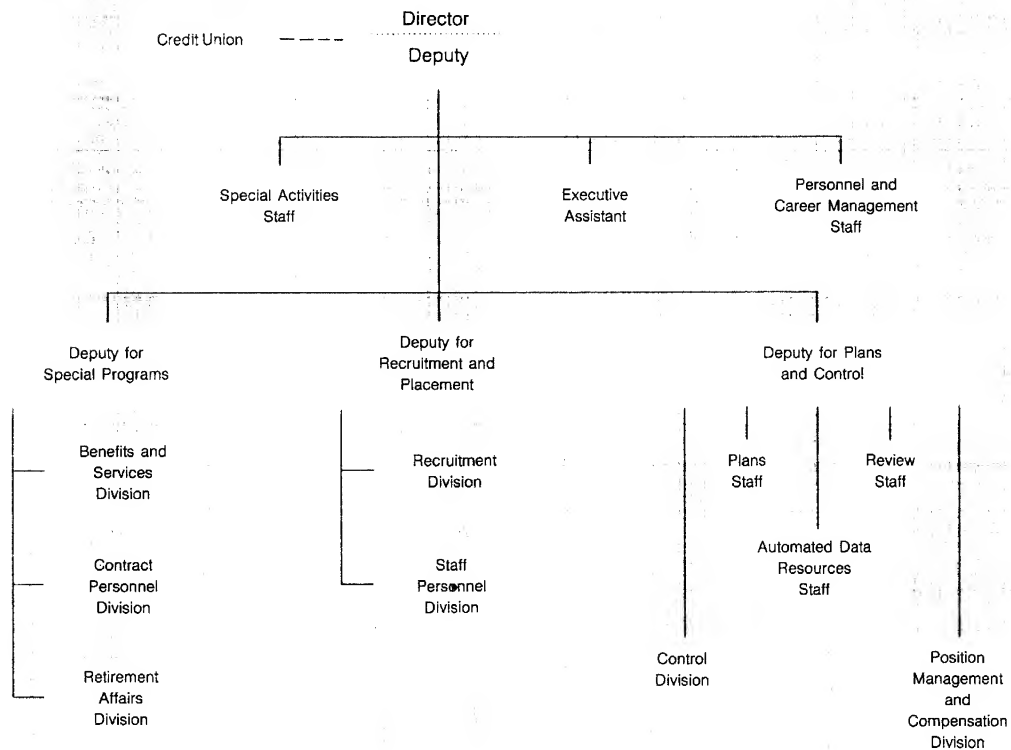 Director
Credit Union
Deputy
Special Activities
Staff
Executive
Assistant
Personnel and
Career Management
Staff
Deputy for
Special Programs
Deputy for
Recruitment and
Placement
Deputy for Plans
and Control
Benefits and
Services
Division
Contract
Personnel
Division
Retirement
Affairs
Division
Recruitment
Division
Staff
Personnel
Division
Plans
Staff
Review
Staff
Automated Data
Resources
Staff
Control
Division
Position
Management
and
Compensation
Division